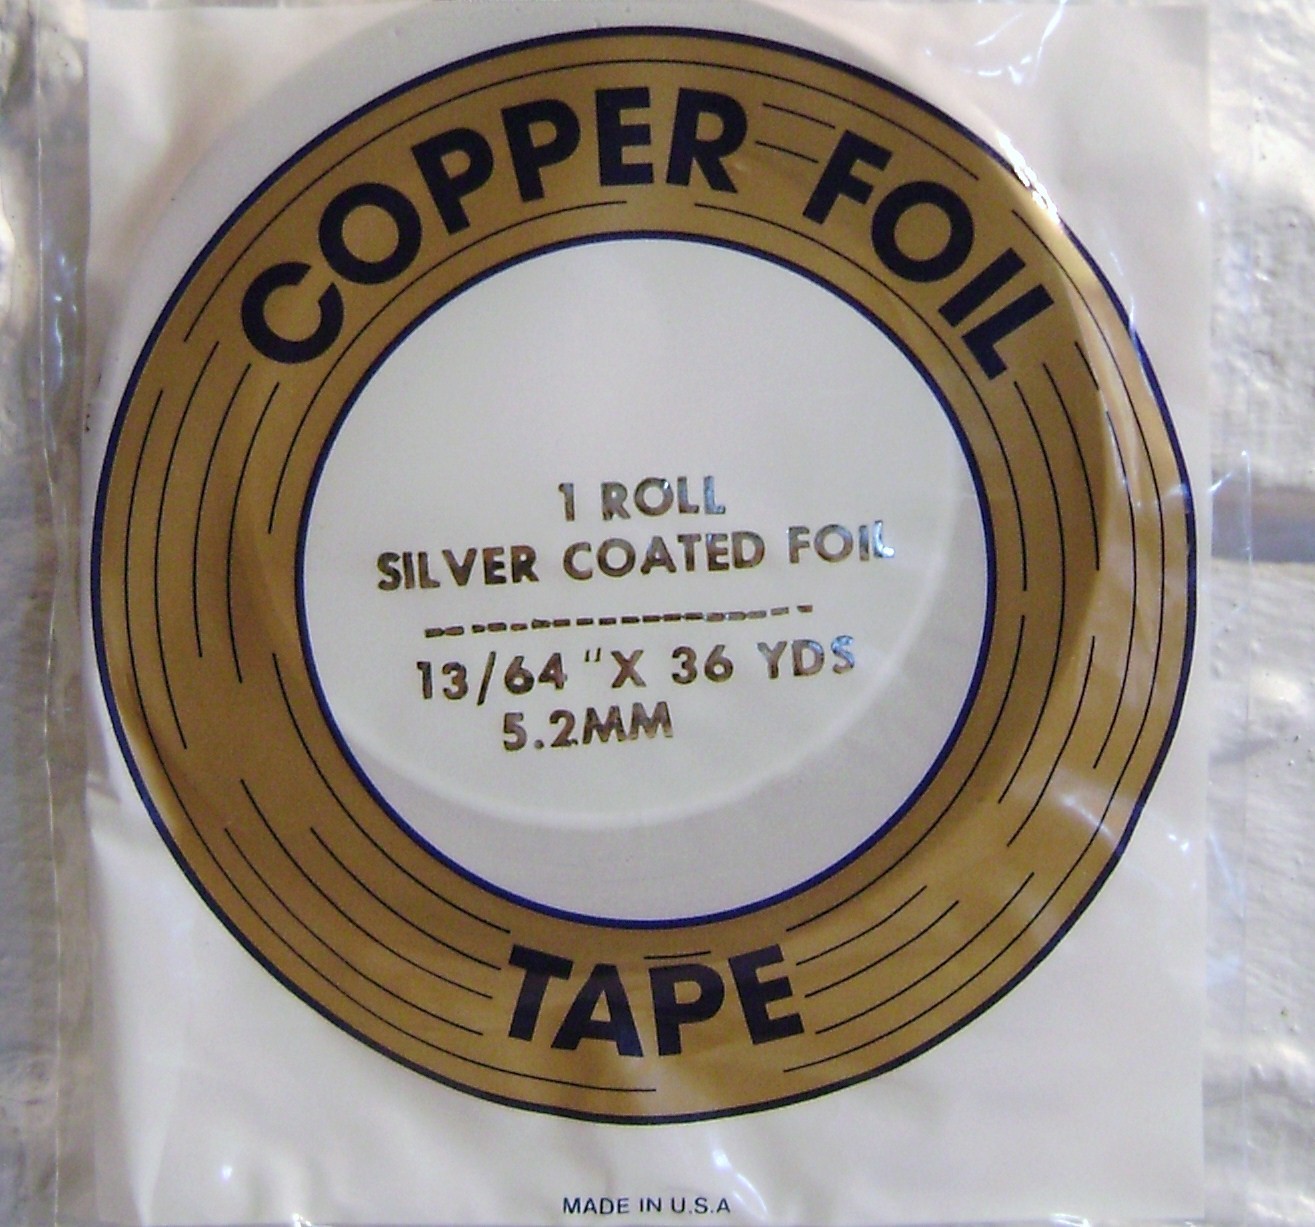 COPPER FOIL
1 ROLL
SILVER COATED FOIL
---------------
13/64 "X 36 YDS
5.2MM
TAPE
MADE IN U.S.A